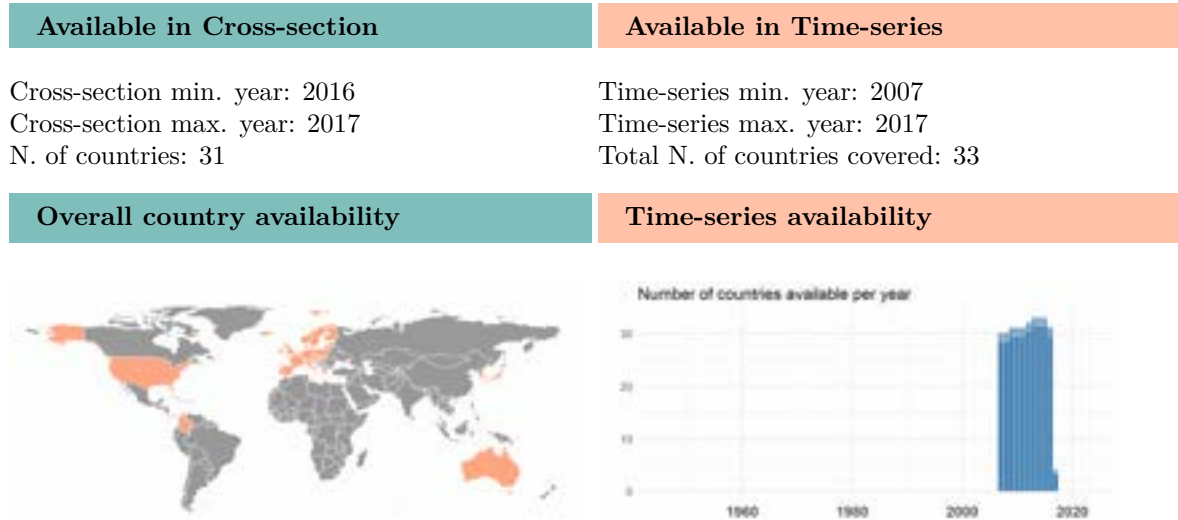 Available in Cross-section
Available in Time-series
Cross-section min. year: 2016
Cross-section max. year: 2017
N. of countries: 31
Time-series min. year: 2007
Time-series max. year: 2017
Total N. of countries covered: 33
Overall country availability
Time-series availability
Number of countries available per year
30
20
10
0
1960 1980 2000 2020